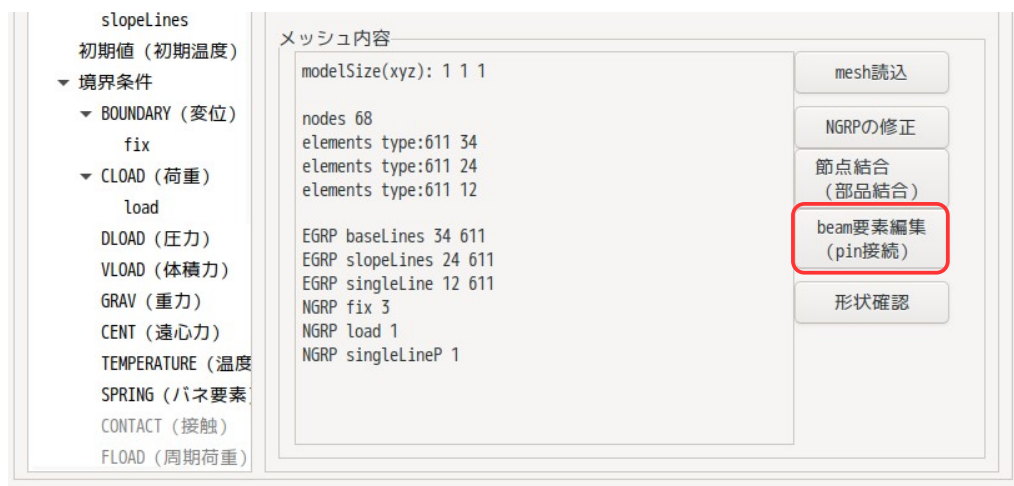 slopeLines
初期値（初期温度）
境界条件
BOUNDARY（変位）
fix
CLOAD（荷重）
load
DLOAD（圧力）
VLOAD（体積力）
GRAV（重力）
CENT（遠心力）
TEMPERATURE（温度
SPRING（バネ要素
CONTACT（接触）
FLOAD（周期荷重）
メッシュ内容
modelSize(xyz): 1 1 1
nodes 68
elements type:611 34
elements type:611 24
elements type:611 12
EGRP baseLines 34 611
EGRP slopeLines 24 611
EGRP singleLine 12 611
NGRP fix 3
NGRP load 1
NGRP singleLineP 1
mesh読込
NGRPの修正
節点結合
（部品結合）
beam要素編集
(pin接続)
形状確認